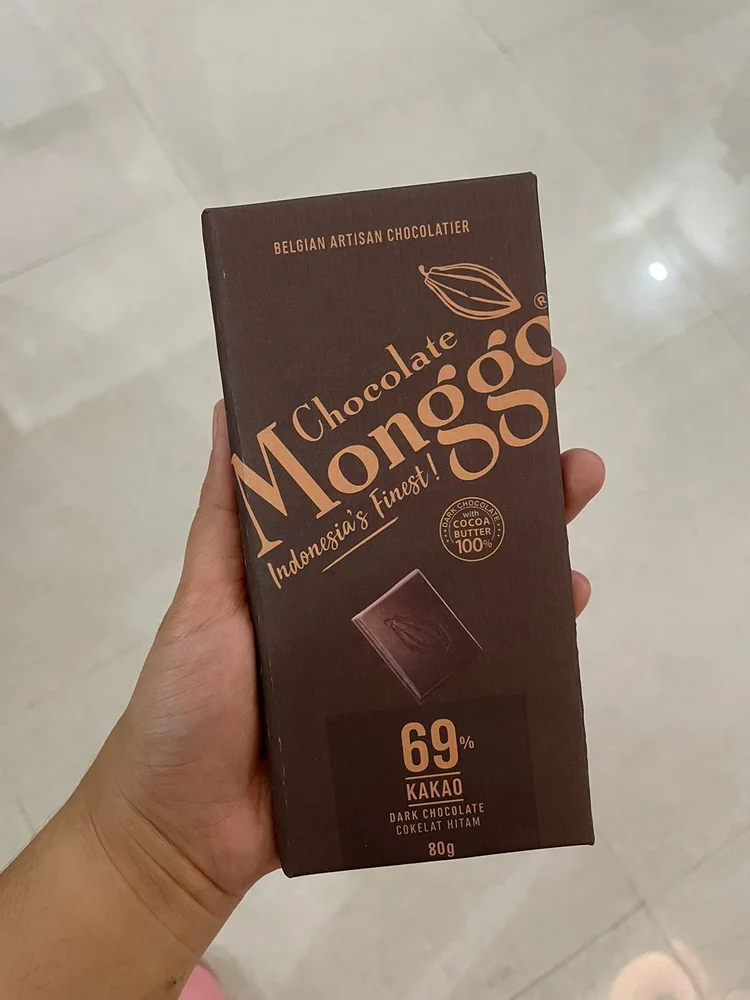 BELGIAN ARTISAN CHOCOLATIER
Chocolate
Monggo®
Indonesia's Finest!
DARK CHOCOLATE
with
COCOA
BUTTER
100%
69%
KAKAO
DARK CHOCOLATE
COKELAT HITAM
80g